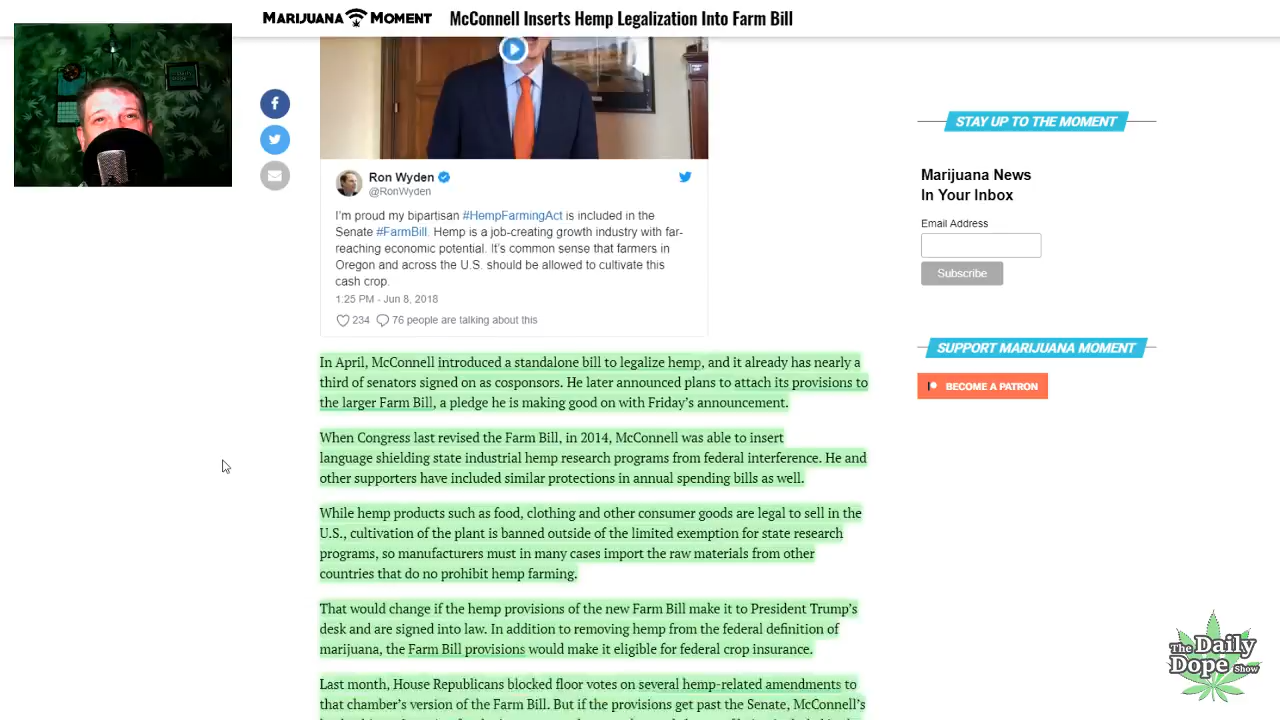 MARIJUANA MOMENT
McConnell Inserts Hemp Legalization Into Farm Bill
Ron Wyden
@RonWyden
I'm proud my bipartisan #HempFarmingAct is included in the
Senate #FarmBill. Hemp is a job-creating growth industry with far-
reaching economic potential. It's common sense that farmers in
Oregon and across the U.S. should be allowed to cultivate this
cash crop.
1:25 PM - Jun 8, 2018
234 76 people are talking about this
In April, McConnell introduced a standalone bill to legalize hemp, and it already has nearly a
third of senators signed on as cosponsors. He later announced plans to attach its provisions to
the larger Farm Bill, a pledge he is making good on with Friday's announcement.
When Congress last revised the Farm Bill, in 2014, McConnell was able to insert
language shielding state industrial hemp research programs from federal interference. He and
other supporters have included similar protections in annual spending bills as well.
While hemp products such as food, clothing and other consumer goods are legal to sell in the
U.S., cultivation of the plant is banned outside of the limited exemption for state research
programs, so manufacturers must in many cases import the raw materials from other
countries that do no prohibit hemp farming.
That would change if the hemp provisions of the new Farm Bill make it to President Trump's
desk and are signed into law. In addition to removing hemp from the federal definition of
marijuana, the Farm Bill provisions would make it eligible for federal crop insurance.
Last month, House Republicans blocked floor votes on several hemp-related amendments to
that chamber's version of the Farm Bill. But if the provisions get past the Senate, McConnell's
STAY UP TO THE MOMENT
Marijuana News
In Your Inbox
Email Address
Subscribe
SUPPORT MARIJUANA MOMENT
BECOME A PATRON
The Daily
Dope Show